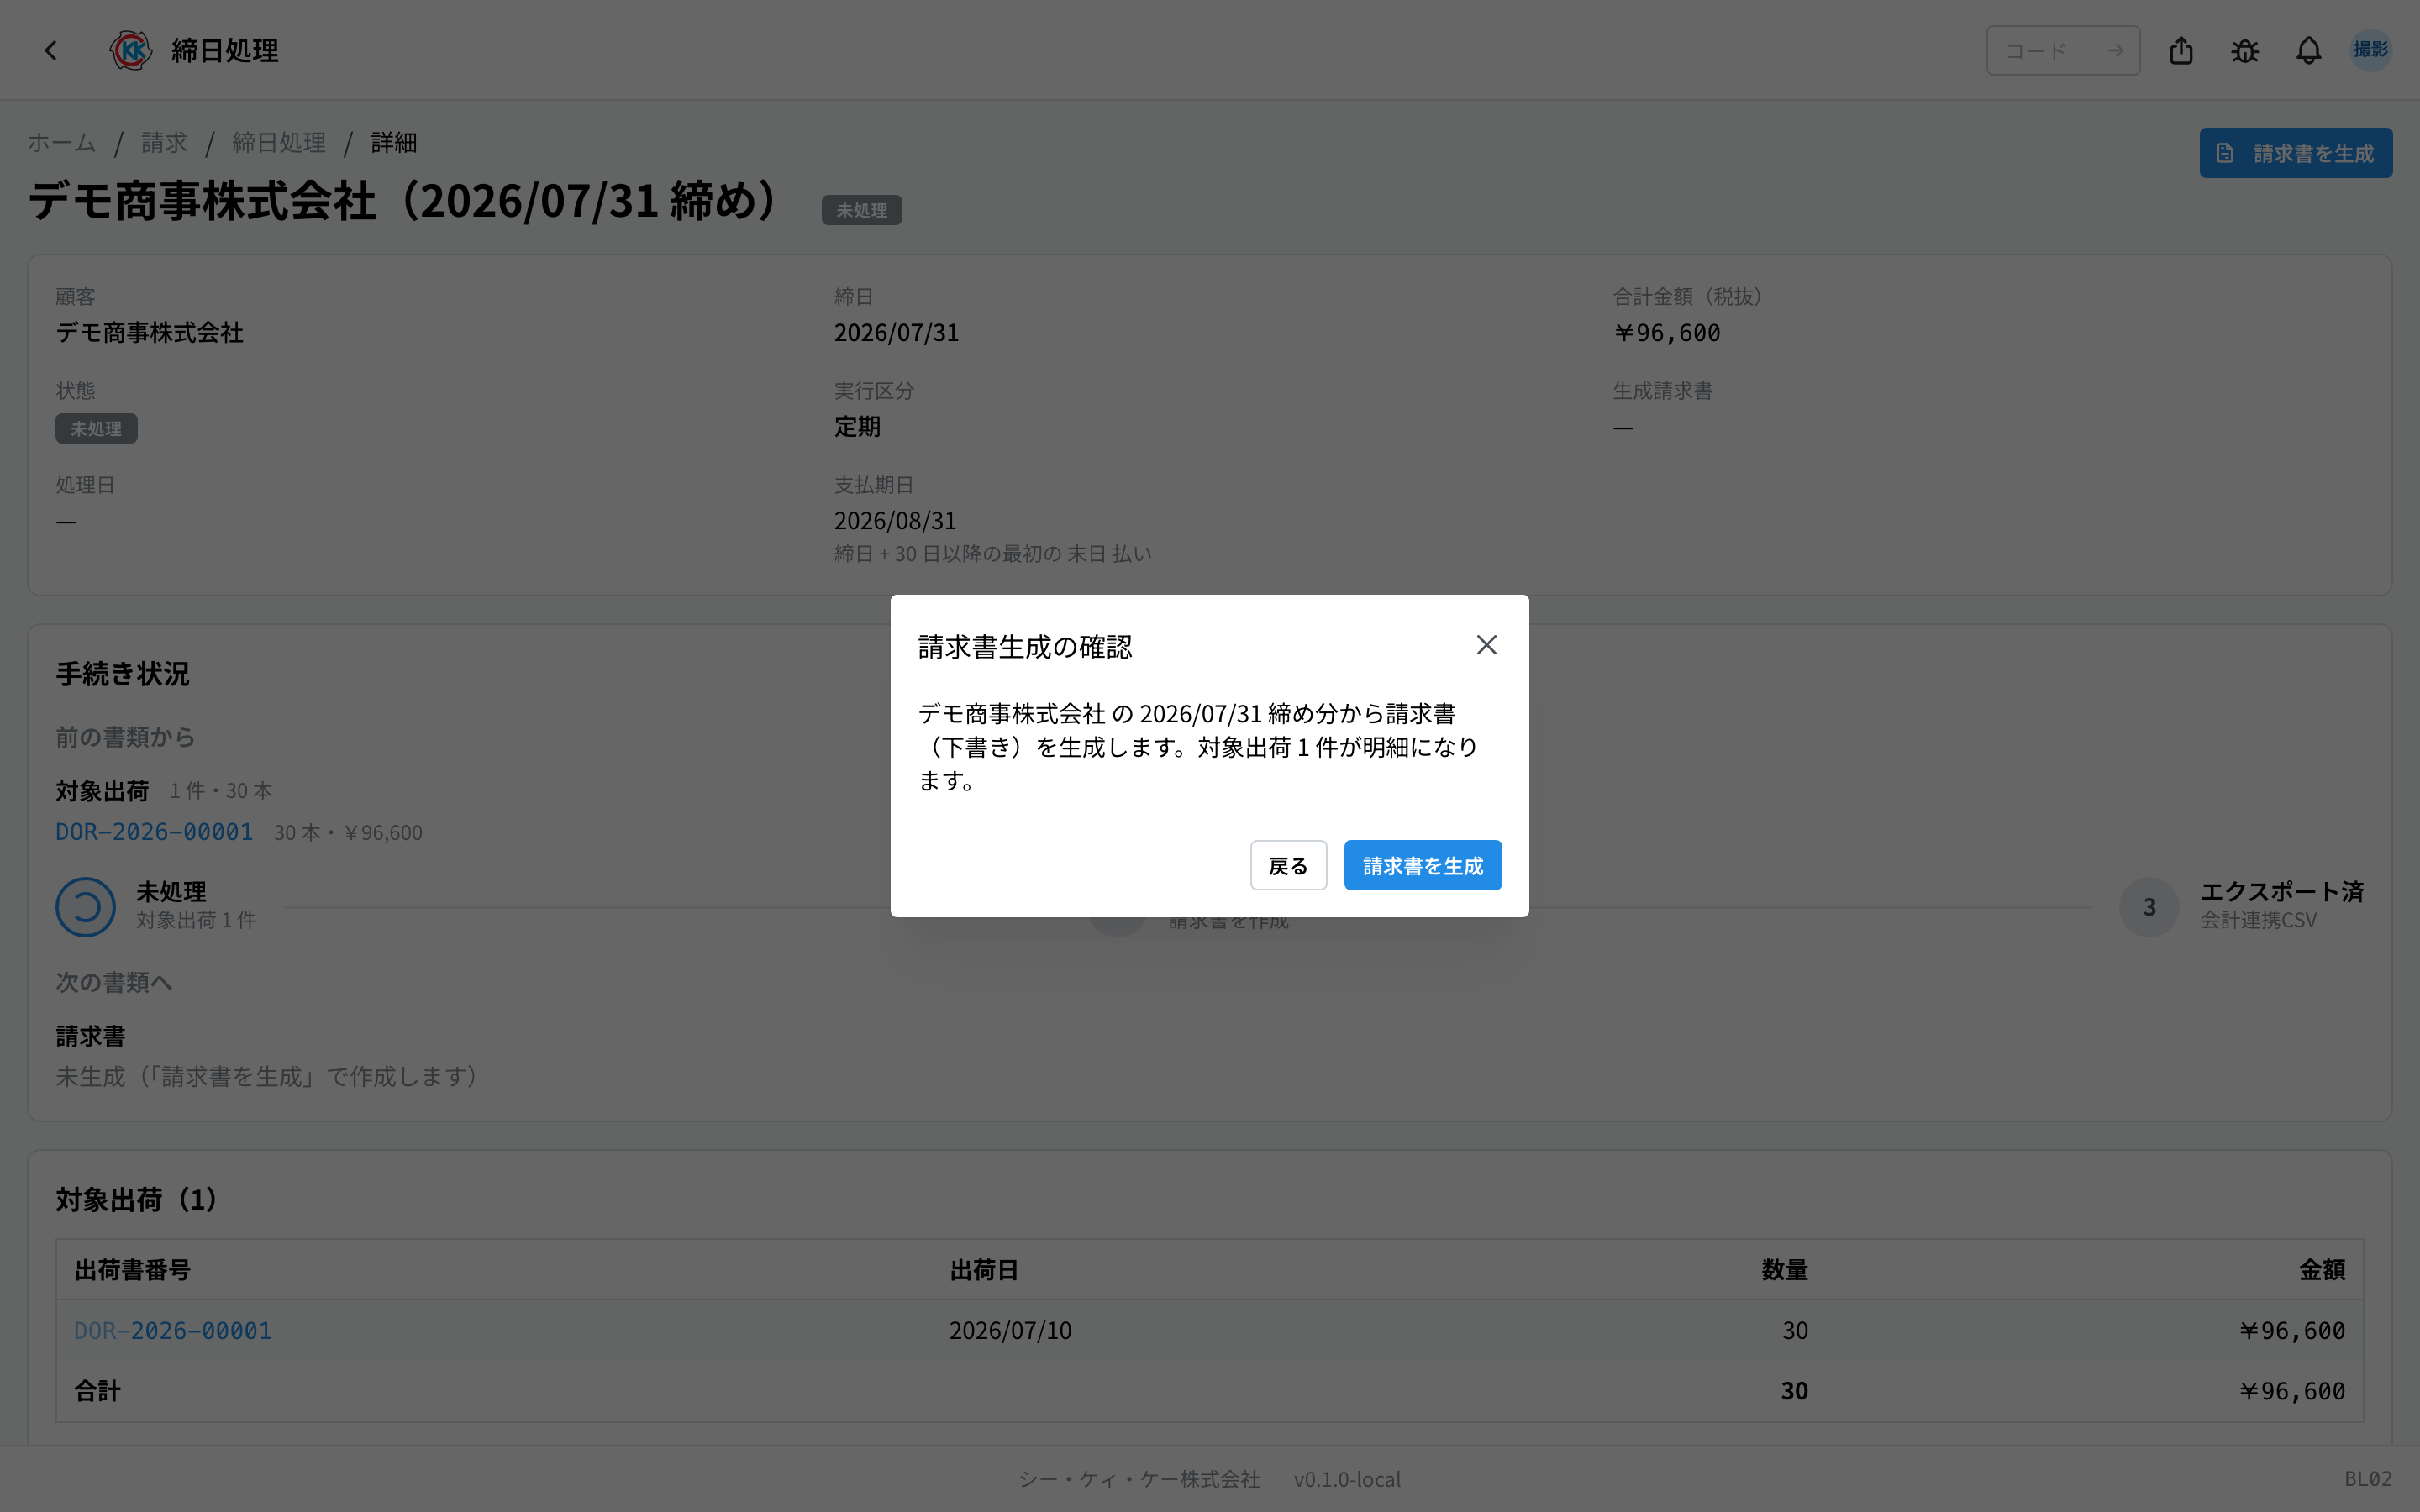 締日処理
コード
撮影
ホーム / 請求 / 締日処理 / 詳細
請求書を生成
デモ商事株式会社（2026/07/31 締め） 未処理
顧客
デモ商事株式会社
締日
2026/07/31
合計金額（税抜）
￥96,600
状態
未処理
実行区分
定期
生成請求書
—
処理日
—
支払期日
2026/08/31
締日 + 30 日以降の最初の 末日 払い
手続き状況
前の書類から
対象出荷 1 件・30 本
DOR-2026-00001 30 本・￥96,600
未処理
対象出荷 1 件
請求書を作成
3
エクスポート済
会計連携CSV
次の書類へ
請求書
未生成（「請求書を生成」で作成します）
請求書生成の確認
デモ商事株式会社 の 2026/07/31 締め分から請求書
（下書き）を生成します。対象出荷 1 件が明細になり
ます。
戻る
請求書を生成
対象出荷（1）
出荷書番号 出荷日 数量 金額
DOR-2026-00001 2026/07/10 30 ￥96,600
合計 30 ￥96,600
シー・ケィ・ケー株式会社 v0.1.0-local
BL02